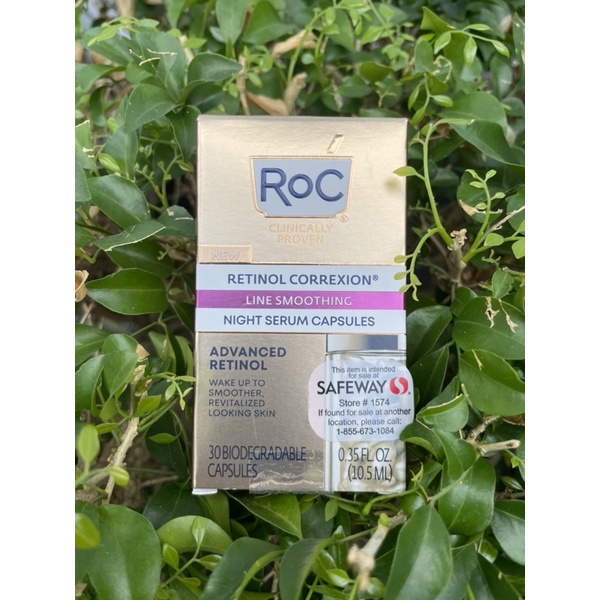 RoC®
CLINICALLY
PROVEN
NEW
RETINOL CORREXION®
LINE SMOOTHING
NIGHT SERUM CAPSULES
ADVANCED
RETINOL
WAKE UP TO
SMOOTHER,
REVITALIZED
LOOKING SKIN
30 BIODEGRADABLE
CAPSULES
This item is intended
for sale at
SAFEWAY
Store # 1574
If found for sale at another
location, please call:
1-855-673-1084
0.35 FL. OZ.
(10.5 ML)